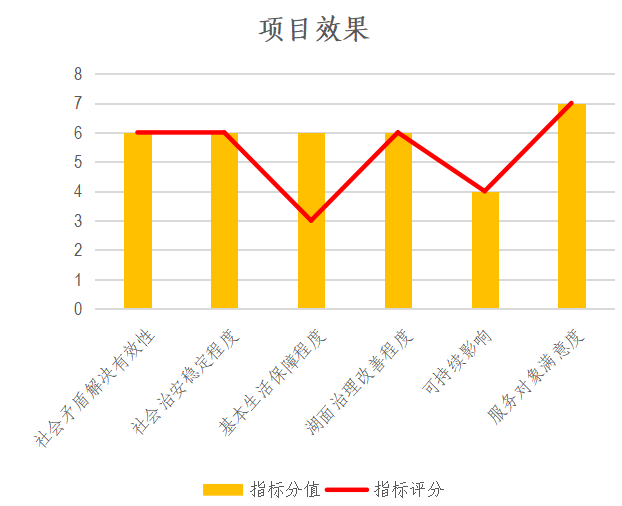 项目效果
8
7
6
5
4
3
2
1
0
社会矛盾解决有效性
社会治安稳定程度
基本生活保障程度
湖面治理改善程度
可持续影响
服务对象满意度
指标分值
指标评分